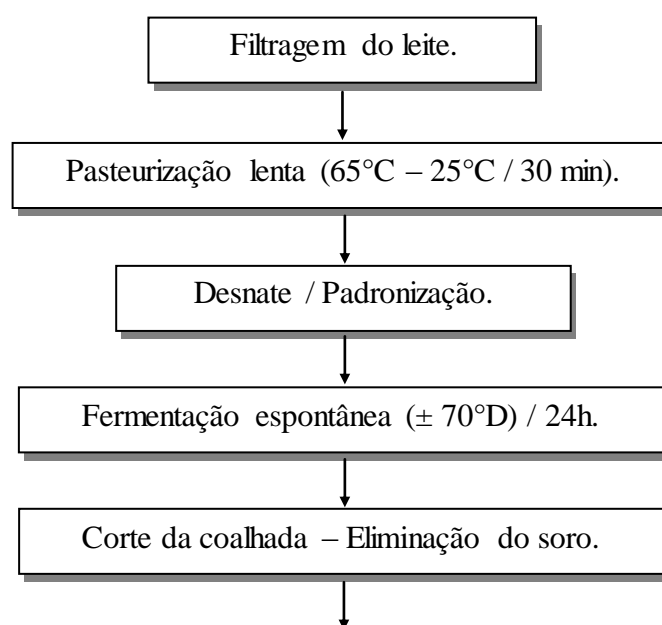 Filtragem do leite.
Pasteurização lenta (65°C – 25°C / 30 min).
Desnate / Padronização.
Fermentação espontânea (± 70°D) / 24h.
Corte da coalhada – Eliminação do soro.